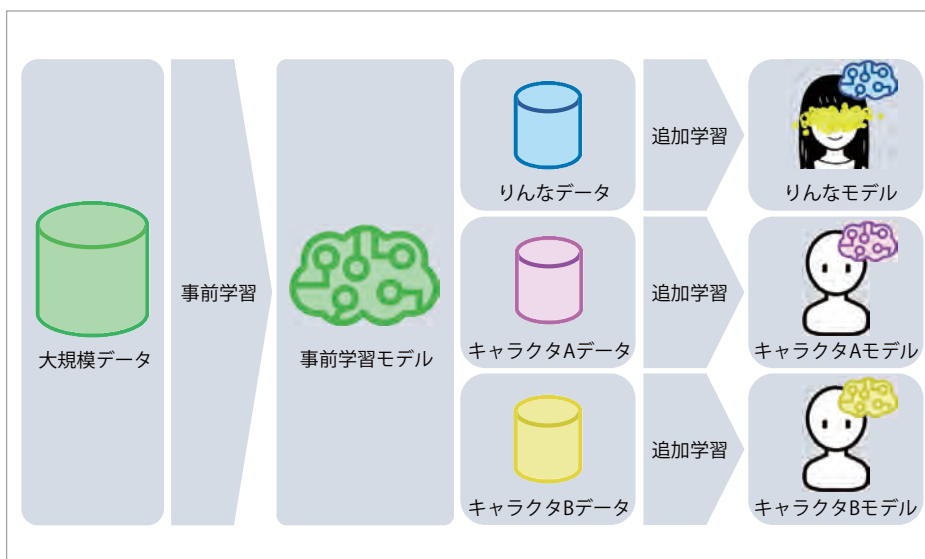 大規模データ
事前学習
事前学習モデル
りんなデータ
追加学習
りんなモデル
キャラクタAデータ
追加学習
キャラクタAモデル
キャラクタBデータ
追加学習
キャラクタBモデル